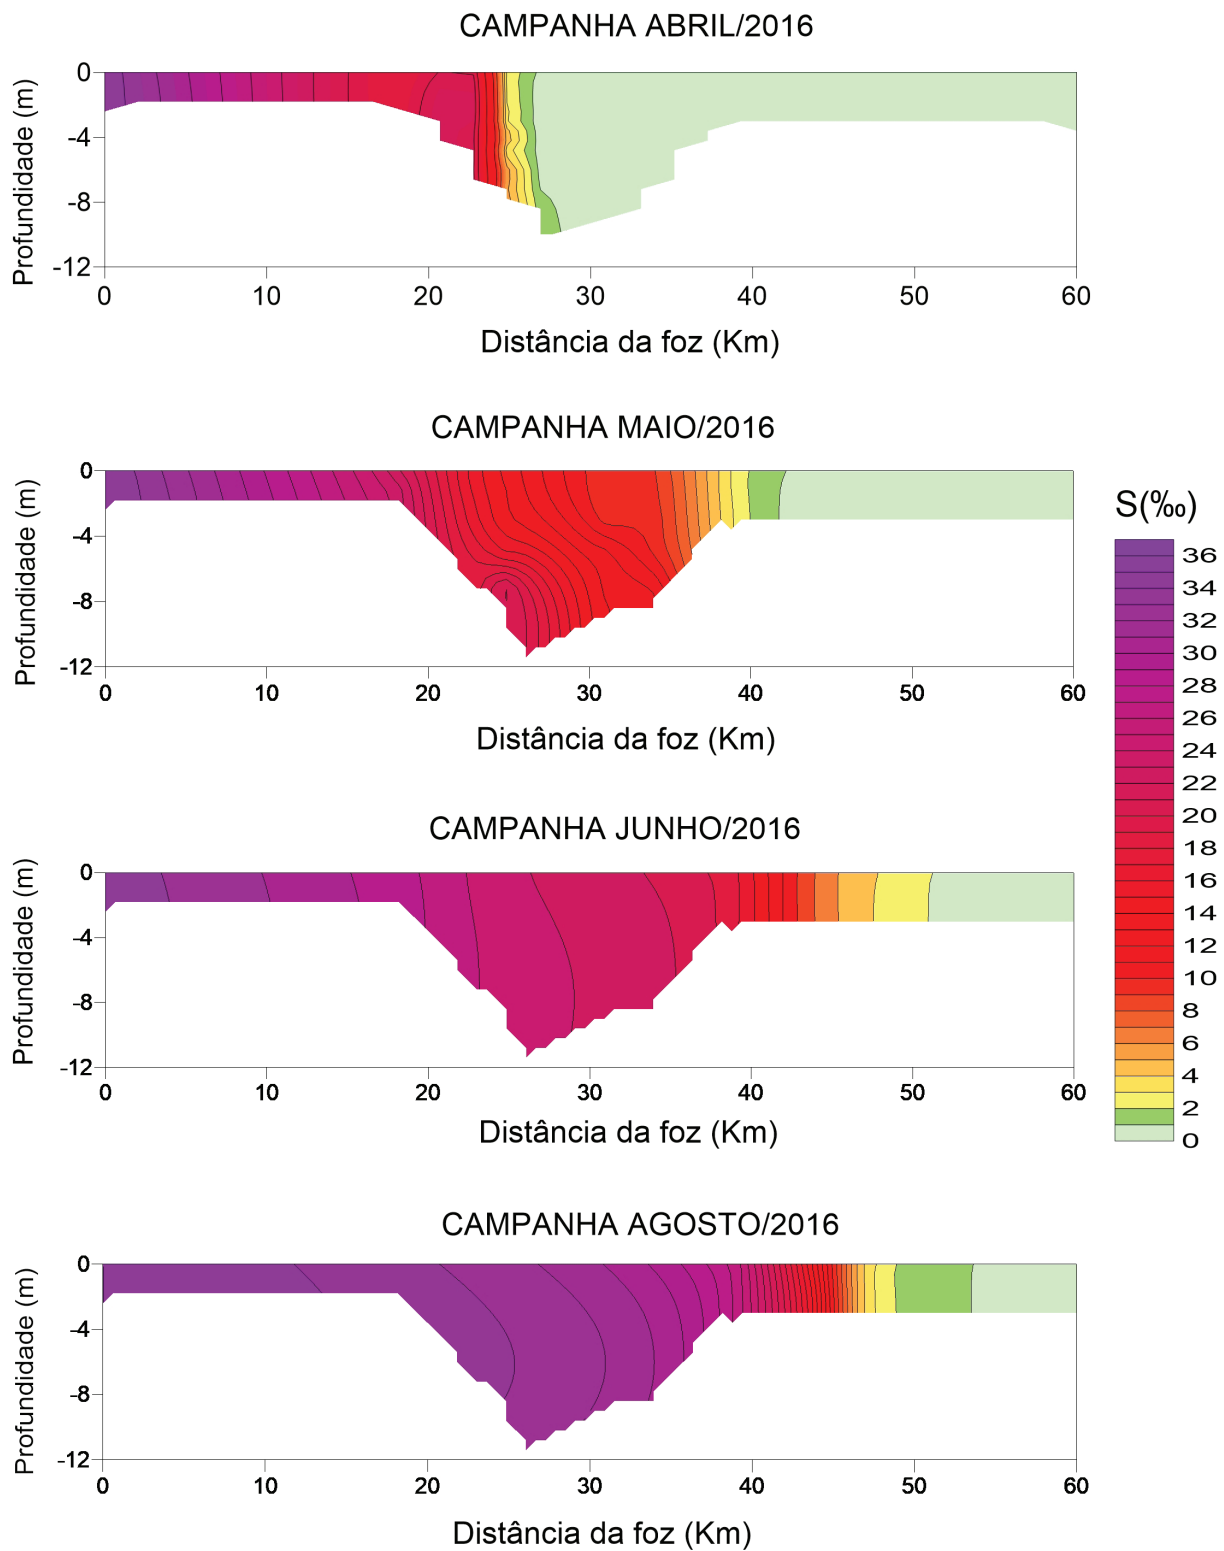 CAMPANHA ABRIL/2016
0
-4
-8
-12
Profundidade (m)
0 10 20 30 40 50 60
Distância da foz (Km)
CAMPANHA MAIO/2016
0
-4
-8
-12
Profundidade (m)
0 10 20 30 40 50 60
Distância da foz (Km)
S(‰)
36
34
32
30
28
26
24
22
20
18
16
14
12
10
8
6
4
2
0
CAMPANHA JUNHO/2016
0
-4
-8
-12
Profundidade (m)
0 10 20 30 40 50 60
Distância da foz (Km)
CAMPANHA AGOSTO/2016
0
-4
-8
-12
Profundidade (m)
0 10 20 30 40 50 60
Distância da foz (Km)